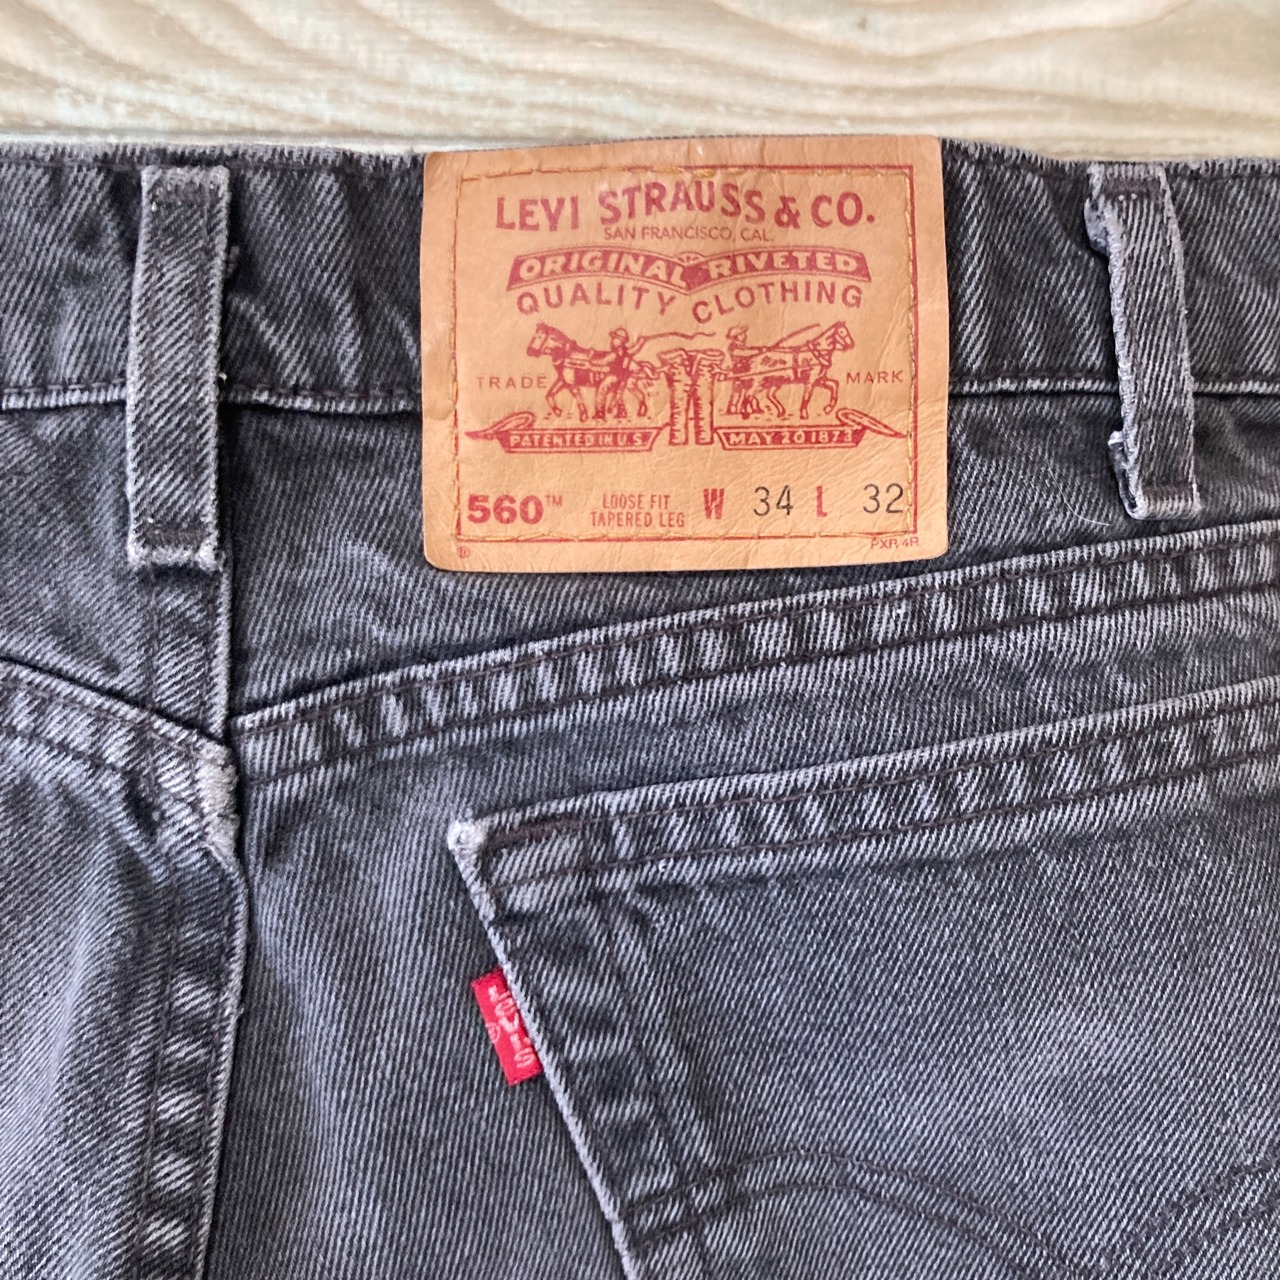 LEVI STRAUSS & CO.
SAN FRANCISCO, CAL.
ORIGINAL RIVETED
QUALITY CLOTHING
TRADE MARK
PATENTED IN U.S. MAY 20 1873
560™ LOOSE FIT TAPERED LEG W 34 L 32
® PXR-4R
LEVI'S
®